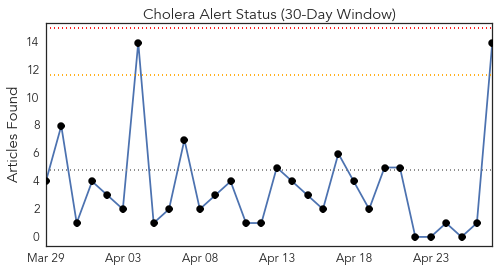 Cholera Alert Status (30-Day Window)
Articles Found
14
12
10
8
6
4
2
0
Mar 29
Apr 03
Apr 08
Apr 13
Apr 18
Apr 23